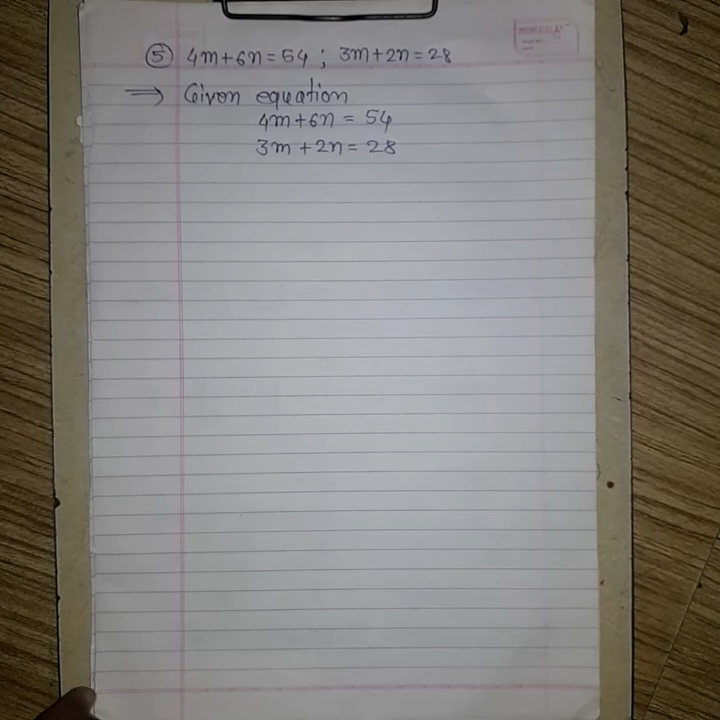 ⑤ 4m+6n=54 ; 3m+2n=28
⟹ Given equation
4m+6n = 54
3m+2n = 28